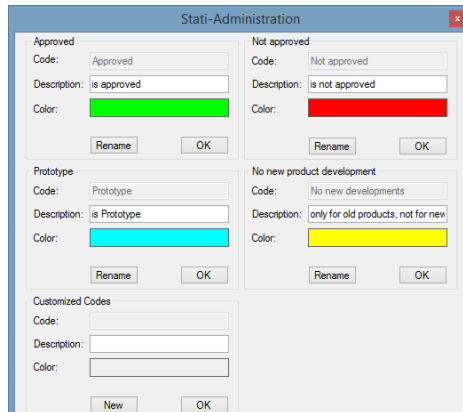 Stati-Administration
x
Approved
Code: Approved
Description: is approved
Color:
Rename OK
Not approved
Code: Not approved
Description: is not approved
Color:
Rename OK
Prototype
Code: Prototype
Description: is Prototype
Color:
Rename OK
No new product development
Code: No new developments
Description: only for old products, not for new
Color:
Rename OK
Customized Codes
Code:
Description:
Color:
New OK